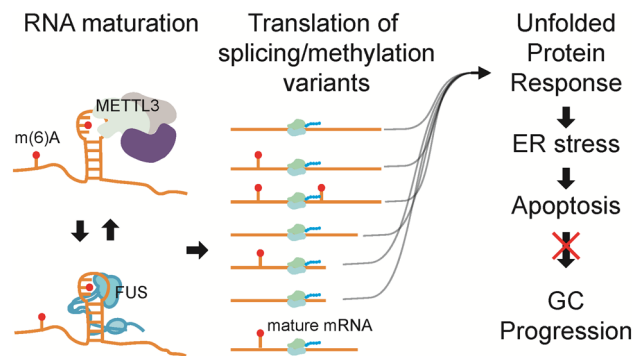 RNA maturation
METTL3
m(6)A
FUS
Translation of
splicing/methylation
variants
mature mRNA
Unfolded
Protein
Response
ER stress
Apoptosis
GC
Progression